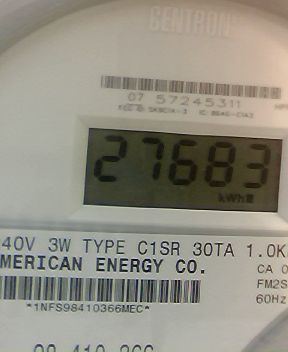 CENTRON
07 57245311
27683
kWh
40V 3W TYPE C1SR 30TA 1.0K
MERICAN ENERGY CO.
CA 0
FM2S
60Hz
*1NFS98410366MEC*